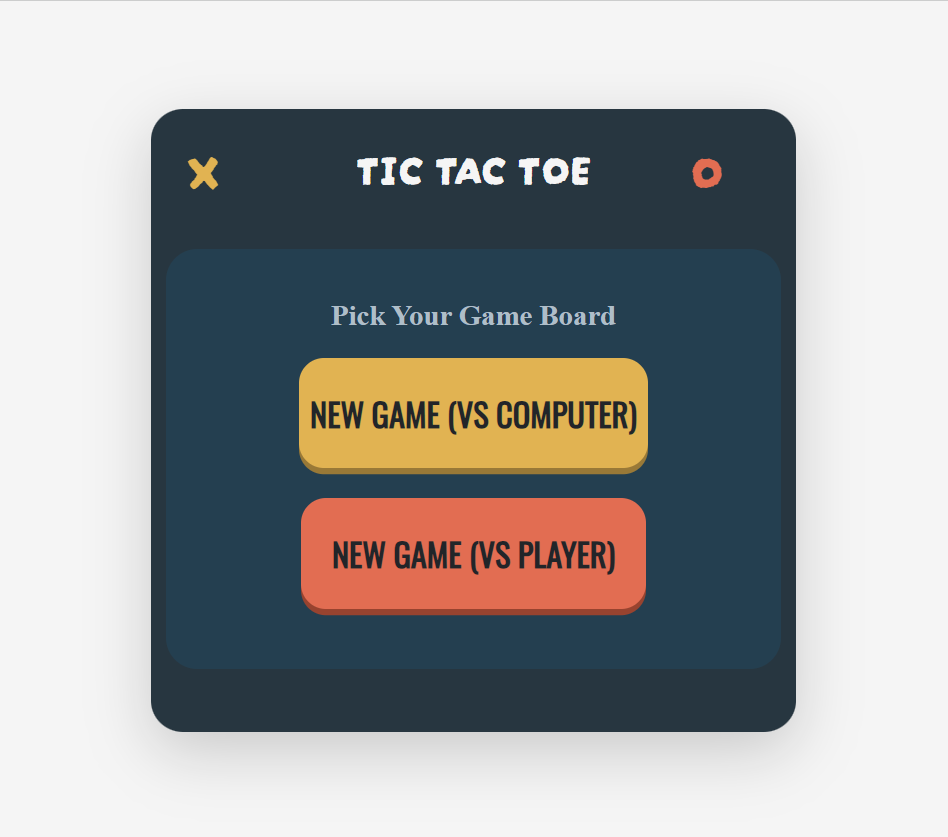 X TIC TAC TOE O
Pick Your Game Board
NEW GAME (VS COMPUTER)
NEW GAME (VS PLAYER)